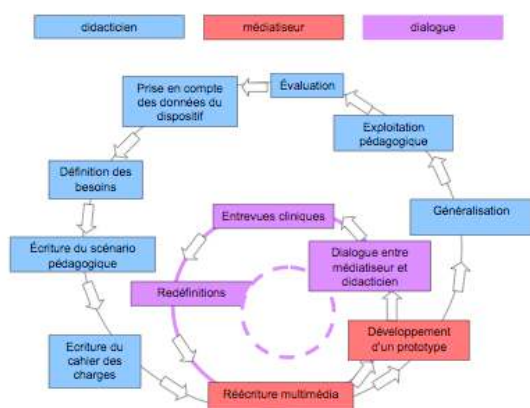 didacticien
médiatiseur
dialogue
Évaluation
Prise en compte
des données du
dispositif
Exploitation
pédagogique
Définition des
besoins
Entrevues cliniques
Généralisation
Écriture du scénario
pédagogique
Dialogue entre
médiatiseur et
didacticien
Redéfinitions
Développement
d'un prototype
Ecriture du
cahier des
charges
Réécriture multimédia